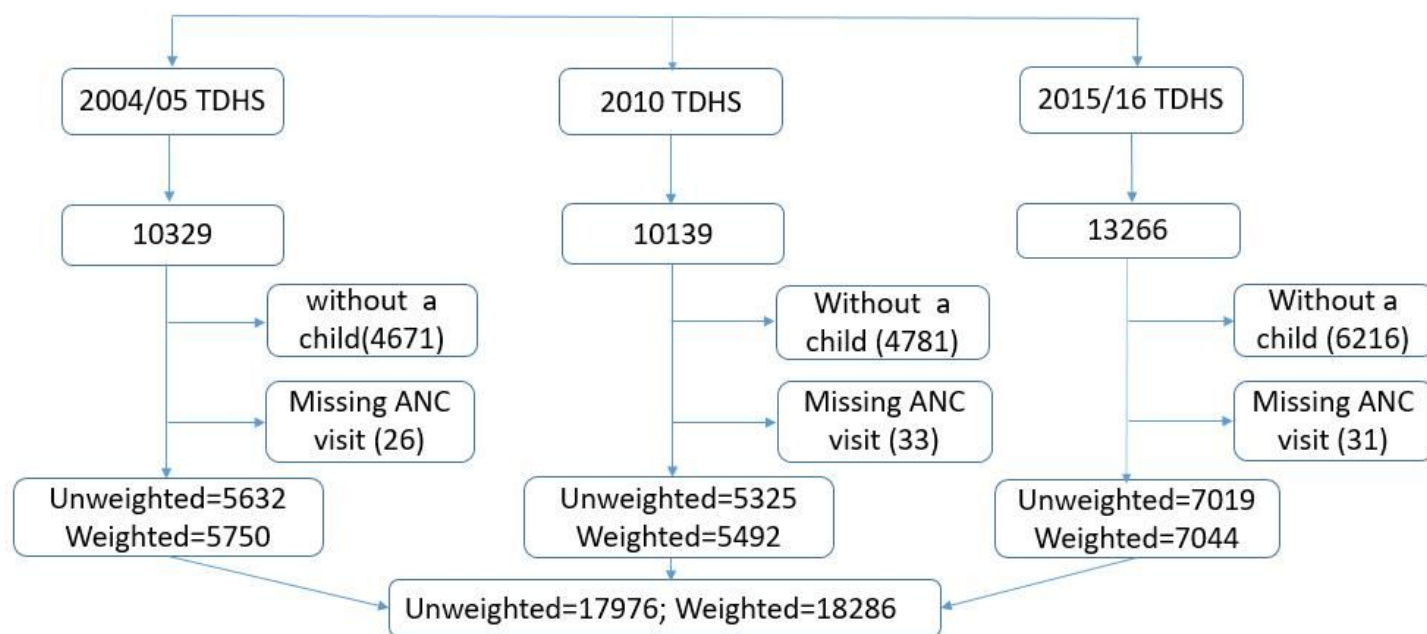 2004/05 TDHS
2010 TDHS
2015/16 TDHS
10329
10139
13266
without a
child(4671)
Without a
child (4781)
Without a
child (6216)
Missing ANC
visit (26)
Missing ANC
visit (33)
Missing ANC
visit (31)
Unweighted=5632
Weighted=5750
Unweighted=5325
Weighted=5492
Unweighted=7019
Weighted=7044
Unweighted=17976; Weighted=18286